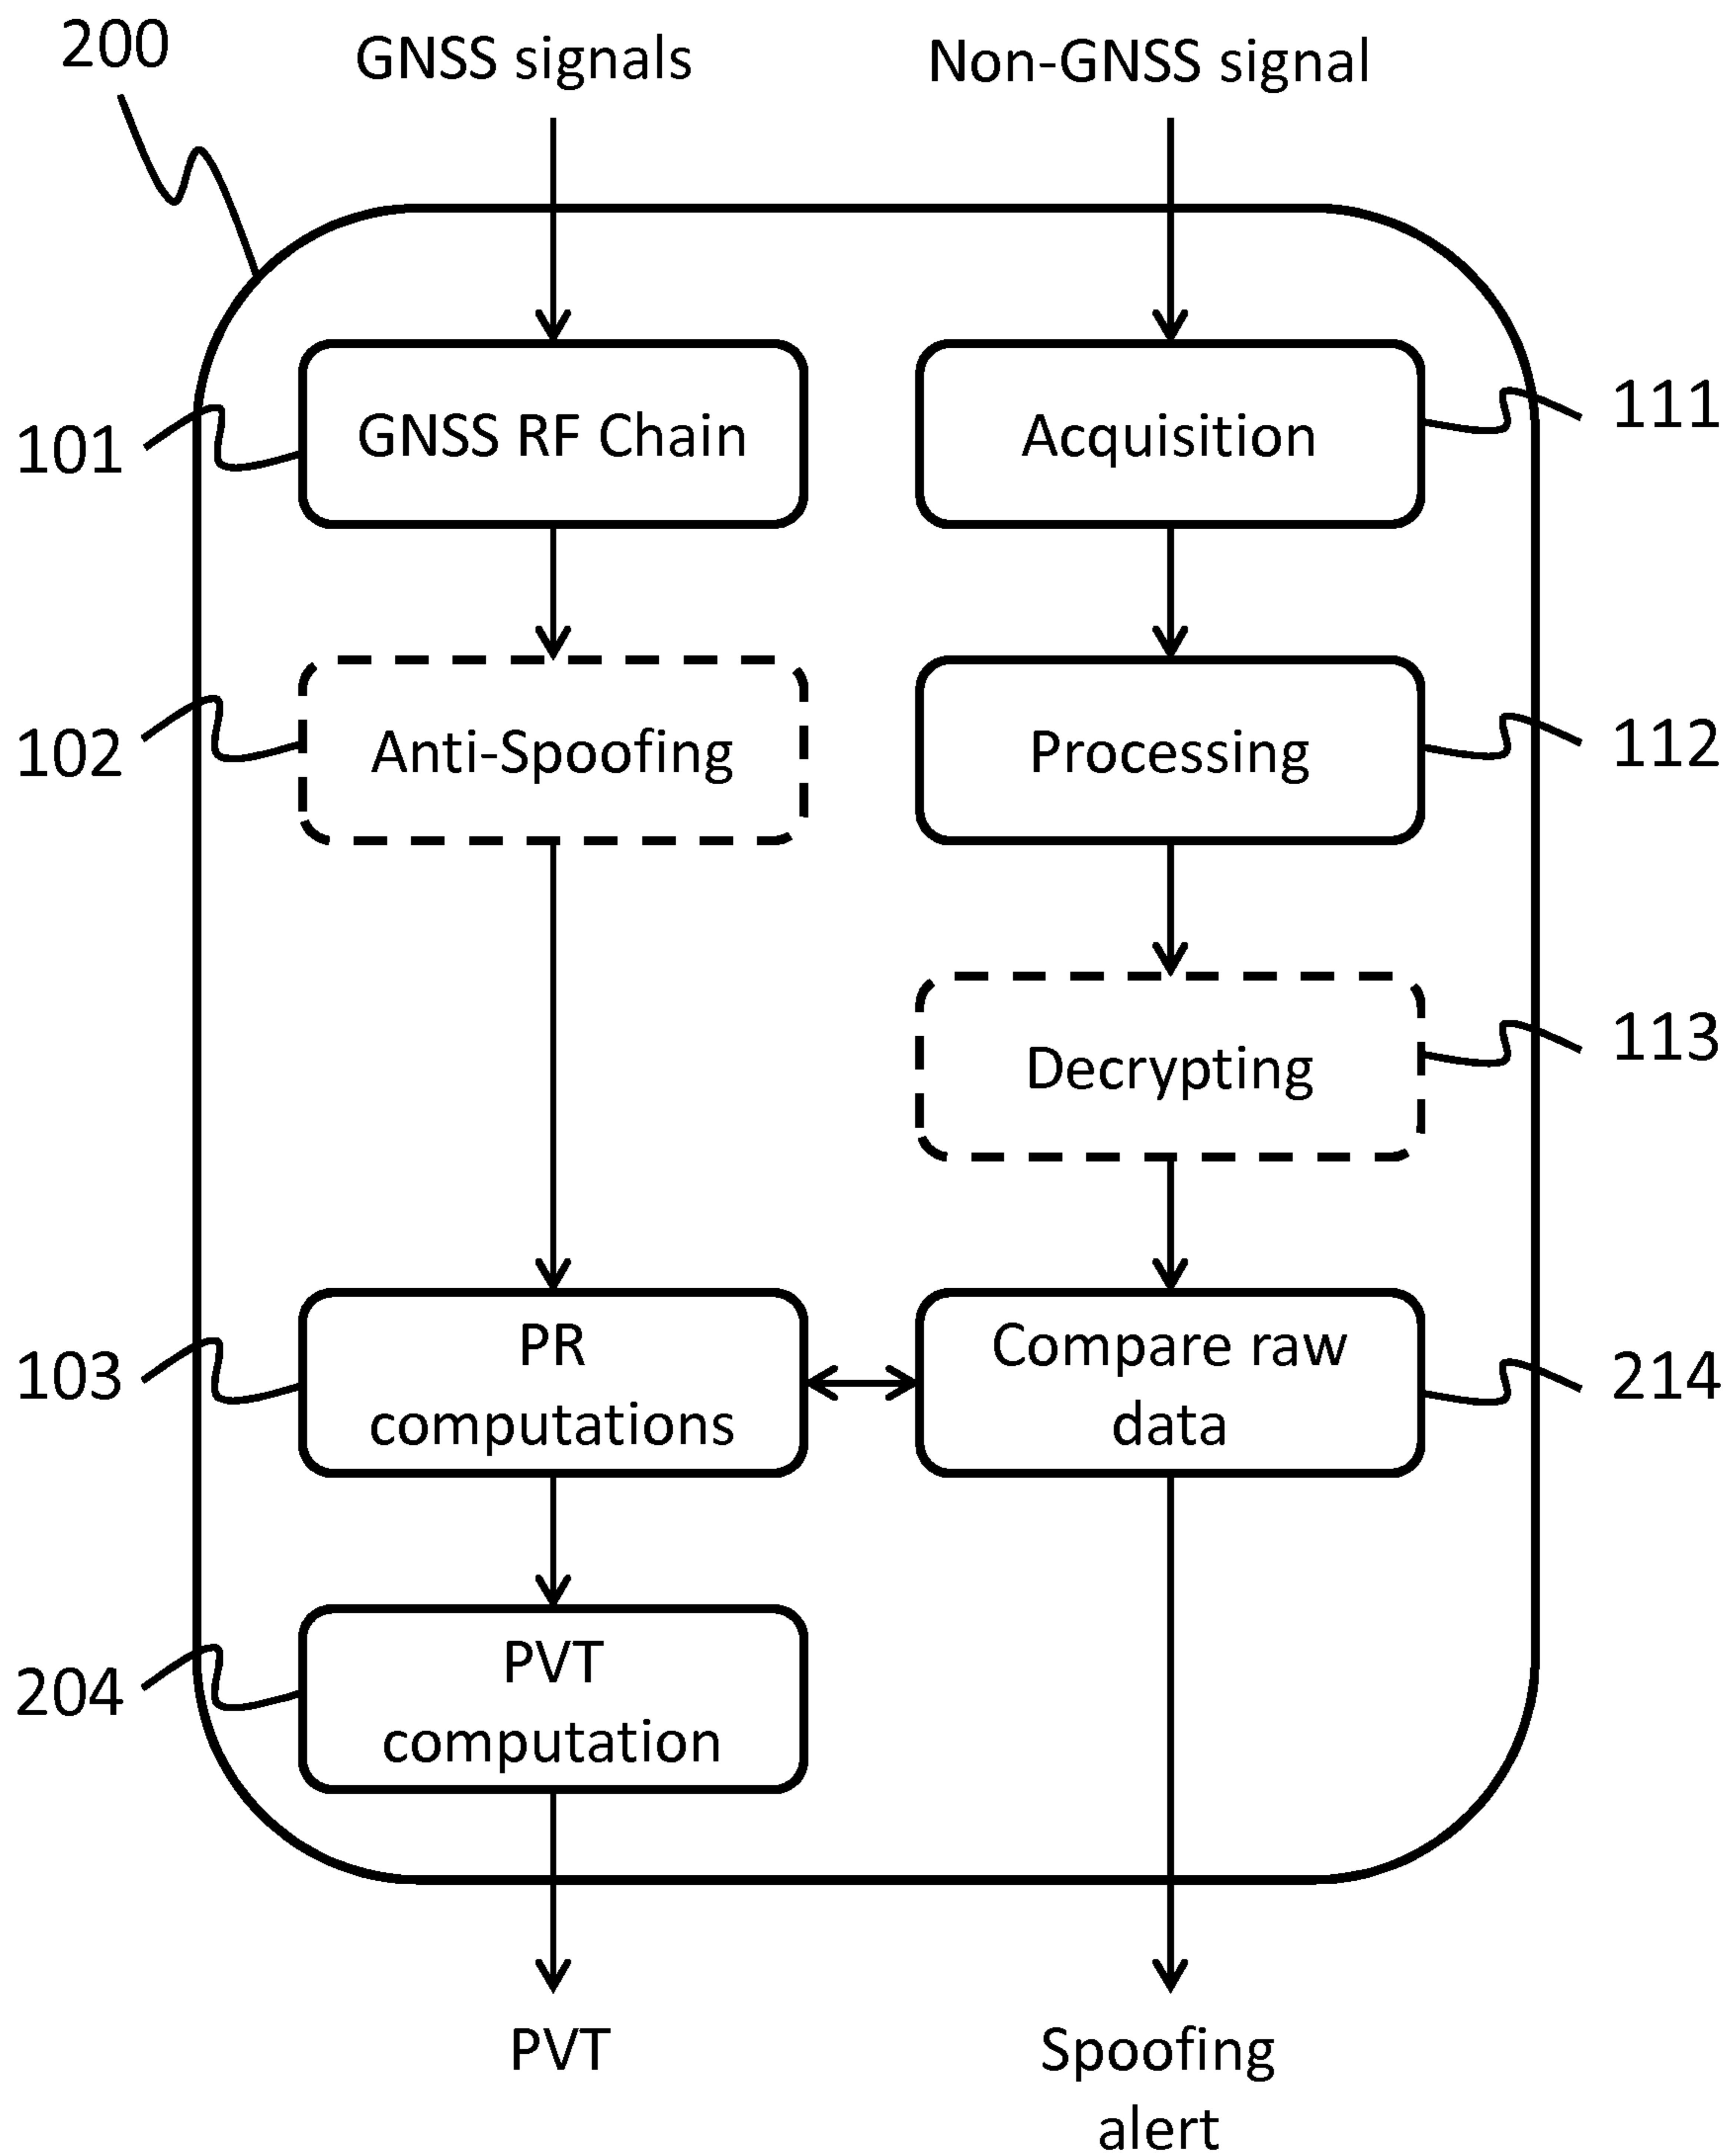 200
GNSS signals
Non-GNSS signal
101
GNSS RF Chain
Acquisition
111
102
Anti-Spoofing
Processing
112
Decrypting
113
103
PR
computations
Compare raw
data
214
204
PVT
computation
PVT
Spoofing
alert